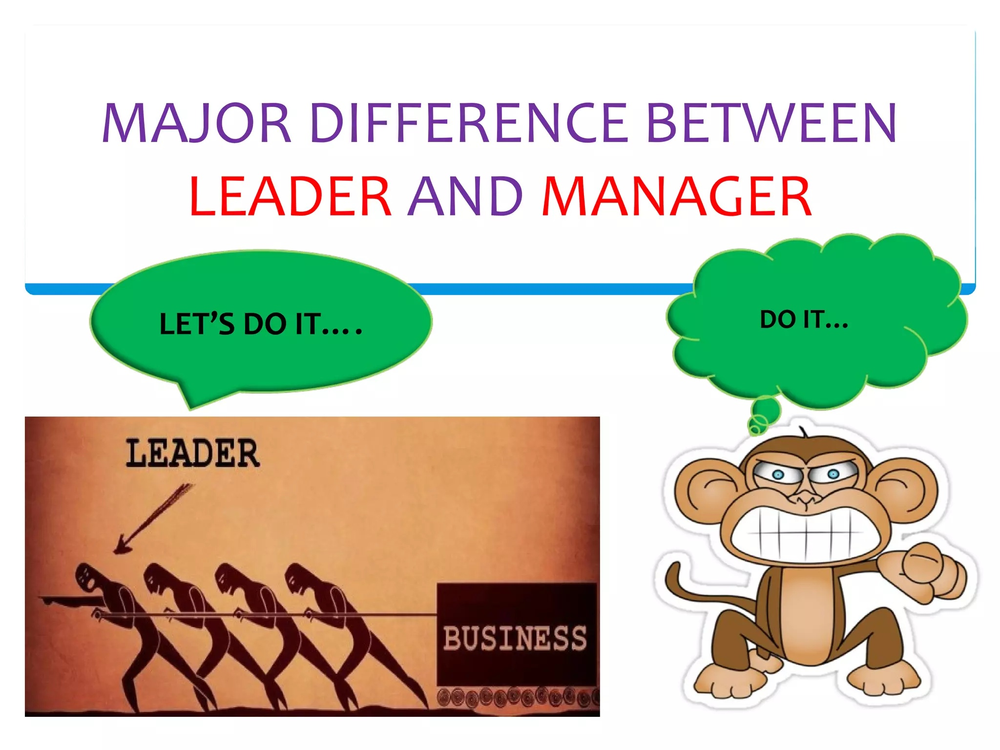 MAJOR DIFFERENCE BETWEEN
LEADER AND MANAGER
LET’S DO IT….
DO IT…
LEADER
BUSINESS